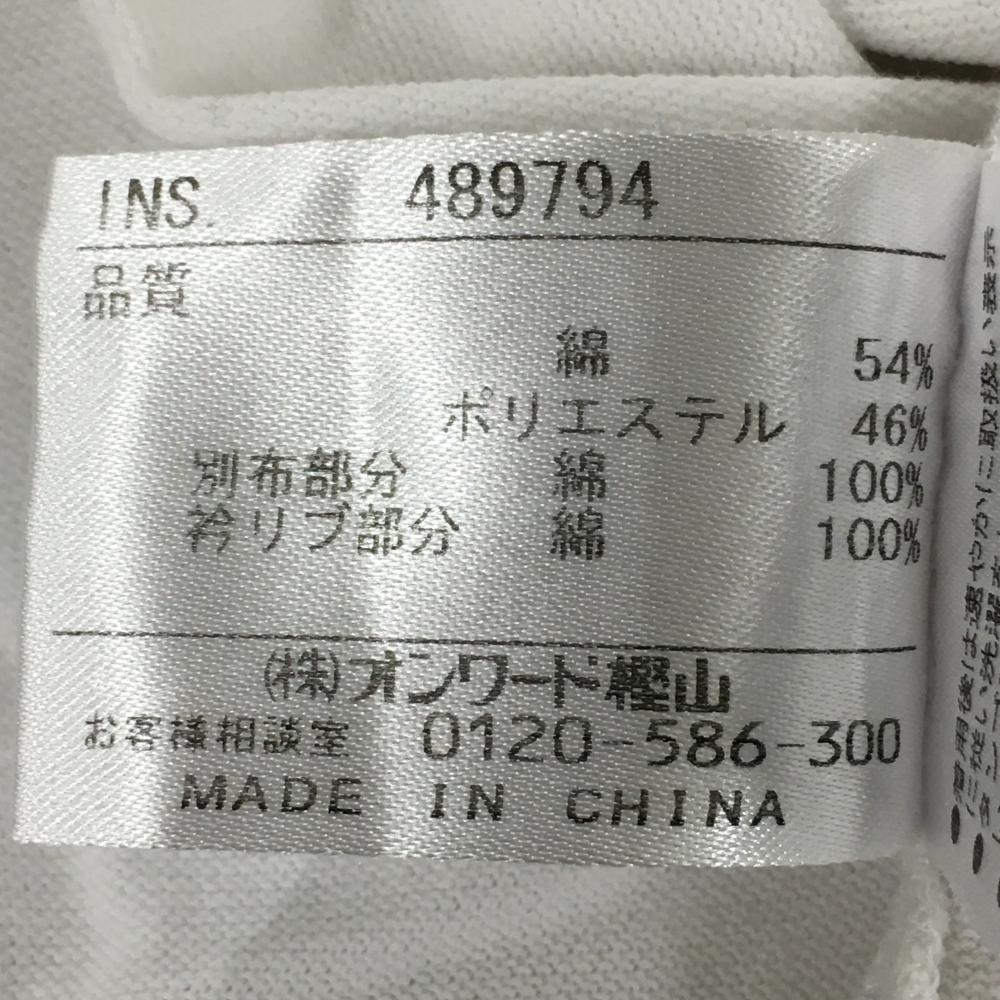 INS. 489794
品質
綿 54%
ポリエステル 46%
別布部分 綿 100%
衿リブ部分 綿 100%
(株)オンワード樫山
お客様相談室 0120-586-300
MADE IN CHINA